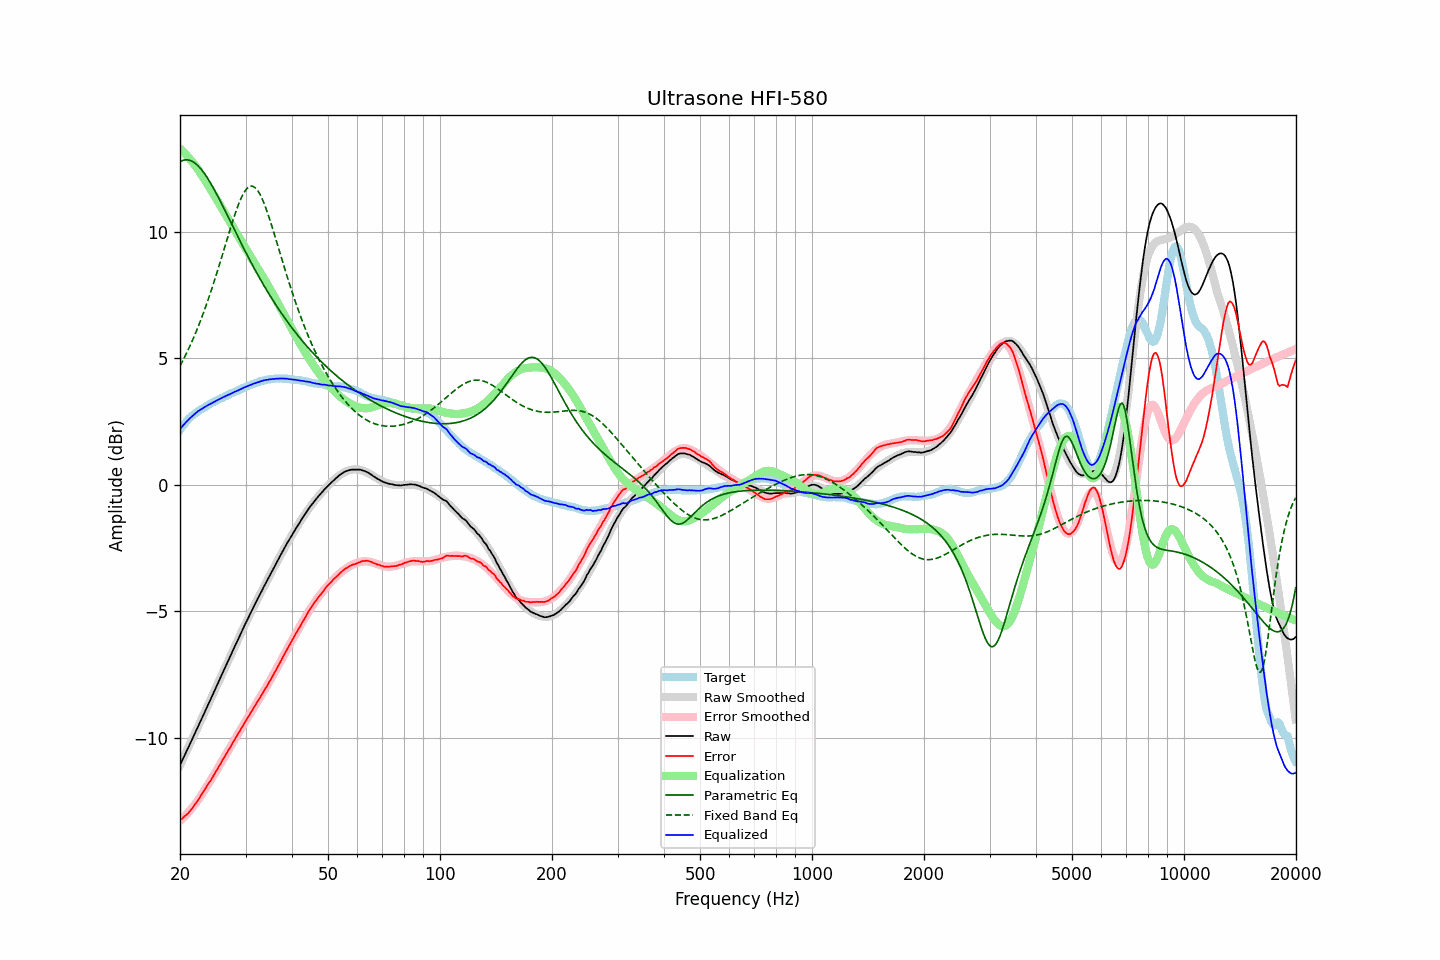 Ultrasone HFI-580
Amplitude (dBr)
10
5
0
−5
−10
Target
Raw Smoothed
Error Smoothed
Raw
Error
Equalization
Parametric Eq
Fixed Band Eq
Equalized
20 50 100 200 500 1000 2000 5000 10000 20000
Frequency (Hz)